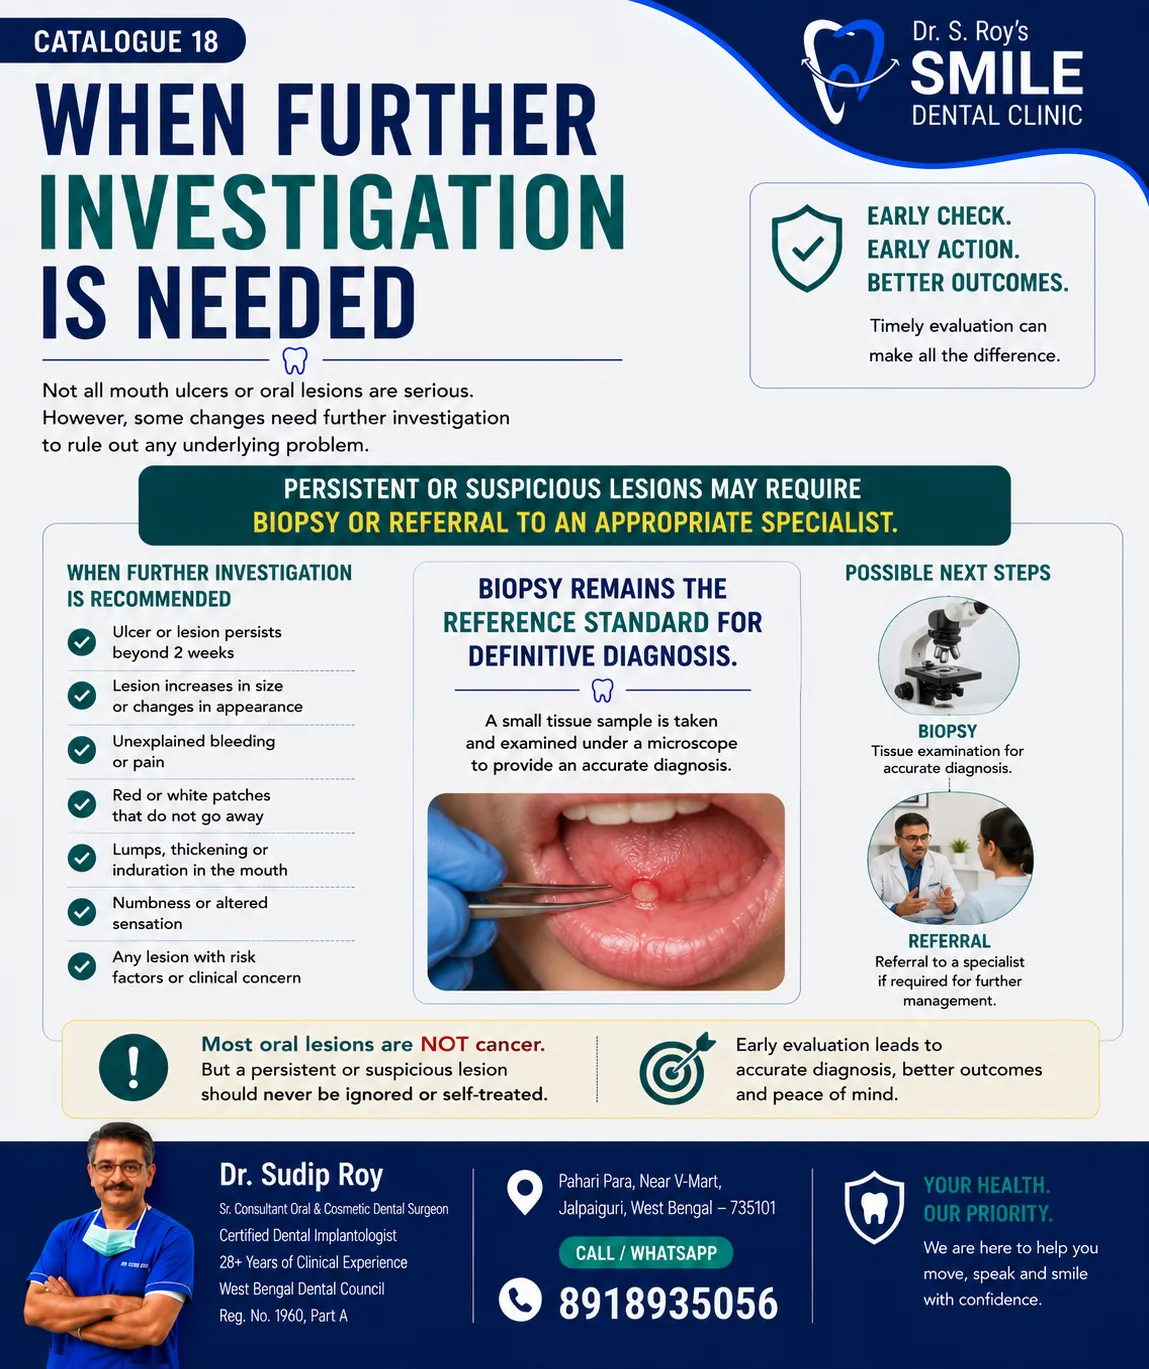 CATALOGUE 18
Dr. S. Roy's
SMILE
DENTAL CLINIC
WHEN FURTHER
INVESTIGATION
IS NEEDED
EARLY CHECK.
EARLY ACTION.
BETTER OUTCOMES.
Timely evaluation can
make all the difference.
Not all mouth ulcers or oral lesions are serious.
However, some changes need further investigation
to rule out any underlying problem.
PERSISTENT OR SUSPICIOUS LESIONS MAY REQUIRE
BIOPSY OR REFERRAL TO AN APPROPRIATE SPECIALIST.
WHEN FURTHER INVESTIGATION
IS RECOMMENDED
Ulcer or lesion persists
beyond 2 weeks
Lesion increases in size
or changes in appearance
Unexplained bleeding
or pain
Red or white patches
that do not go away
Lumps, thickening or
induration in the mouth
Numbness or altered
sensation
Any lesion with risk
factors or clinical concern
BIOPSY REMAINS THE
REFERENCE STANDARD FOR
DEFINITIVE DIAGNOSIS.
A small tissue sample is taken
and examined under a microscope
to provide an accurate diagnosis.
POSSIBLE NEXT STEPS
BIOPSY
Tissue examination for
accurate diagnosis.
REFERRAL
Referral to a specialist
if required for further
management.
Most oral lesions are NOT cancer.
But a persistent or suspicious lesion
should never be ignored or self-treated.
Early evaluation leads to
accurate diagnosis, better outcomes
and peace of mind.
Dr. Sudip Roy
Sr. Consultant Oral & Cosmetic Dental Surgeon
Certified Dental Implantologist
28+ Years of Clinical Experience
West Bengal Dental Council
Reg. No. 1960, Part A
Pahari Para, Near V-Mart,
Jalpaiguri, West Bengal – 735101
CALL / WHATSAPP
8918935056
YOUR HEALTH.
OUR PRIORITY.
We are here to help you
move, speak and smile
with confidence.